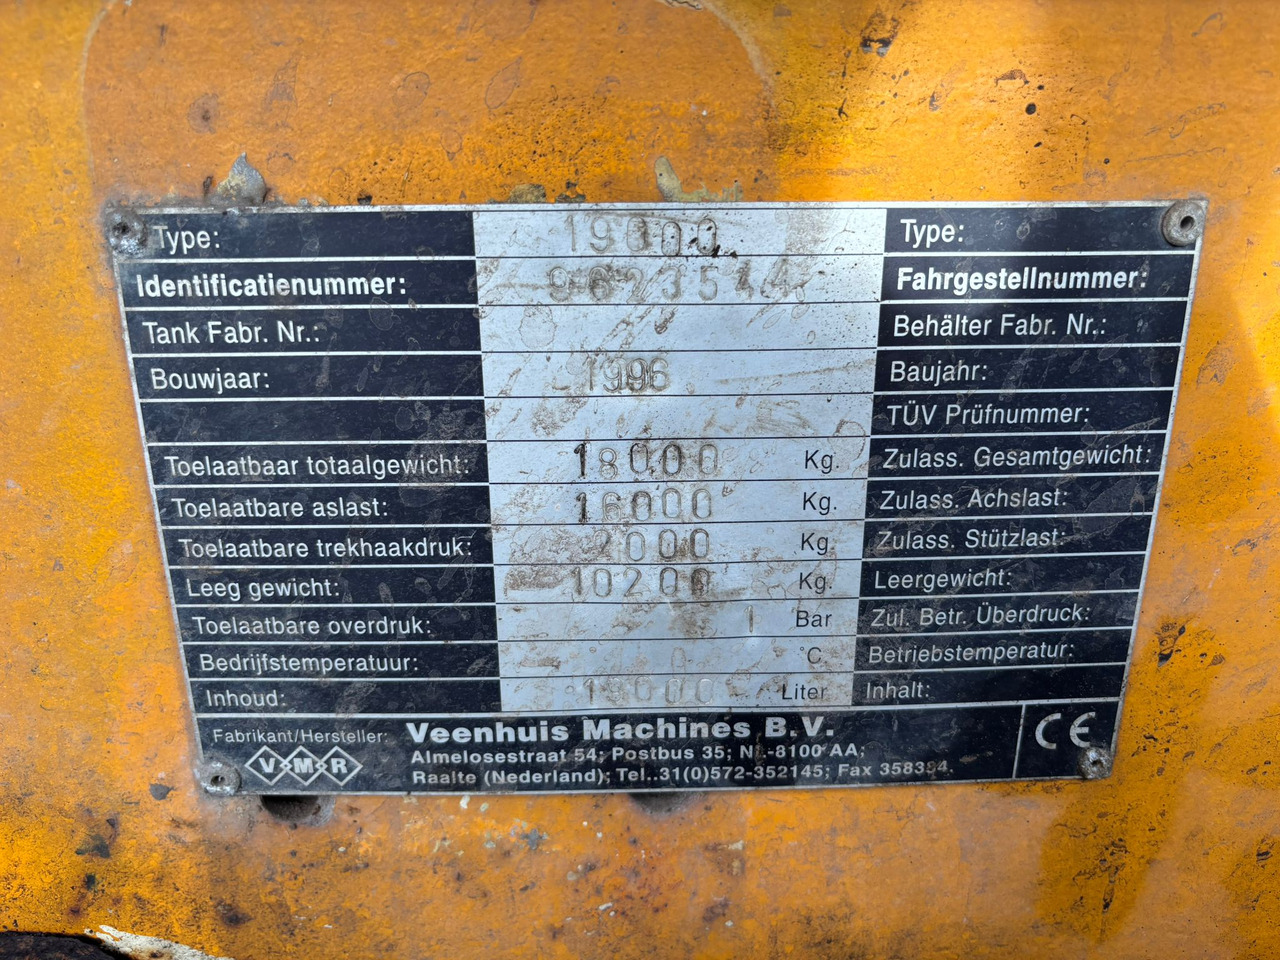 Type: 19000 Type:
Identificatienummer: 9623514 Fahrgestellnummer:
Tank Fabr. Nr.: Behälter Fabr. Nr.:
Bouwjaar: 1996 Baujahr:
TÜV Prüfnummer:
Toelaatbaar totaalgewicht: 18000 Kg. Zulass. Gesamtgewicht:
Toelaatbare aslast: 16000 Kg. Zulass. Achslast:
Toelaatbare trekhaakdruk: 2000 Kg Zulass. Stützlast:
Leeg gewicht: 10200 Kg. Leergewicht:
Toelaatbare overdruk: 1 Bar Zul. Betr. Überdruck:
Bedrijfstemperatuur: 0 °C Betriebstemperatur:
Inhoud: Liter Inhalt:
Fabrikant/Hersteller: Veenhuis Machines B.V.
VMR Almelosestraat 54; Postbus 35; NL-8100 AA;
Raalte (Nederland); Tel..31(0)572-352145; Fax 358394.
CE